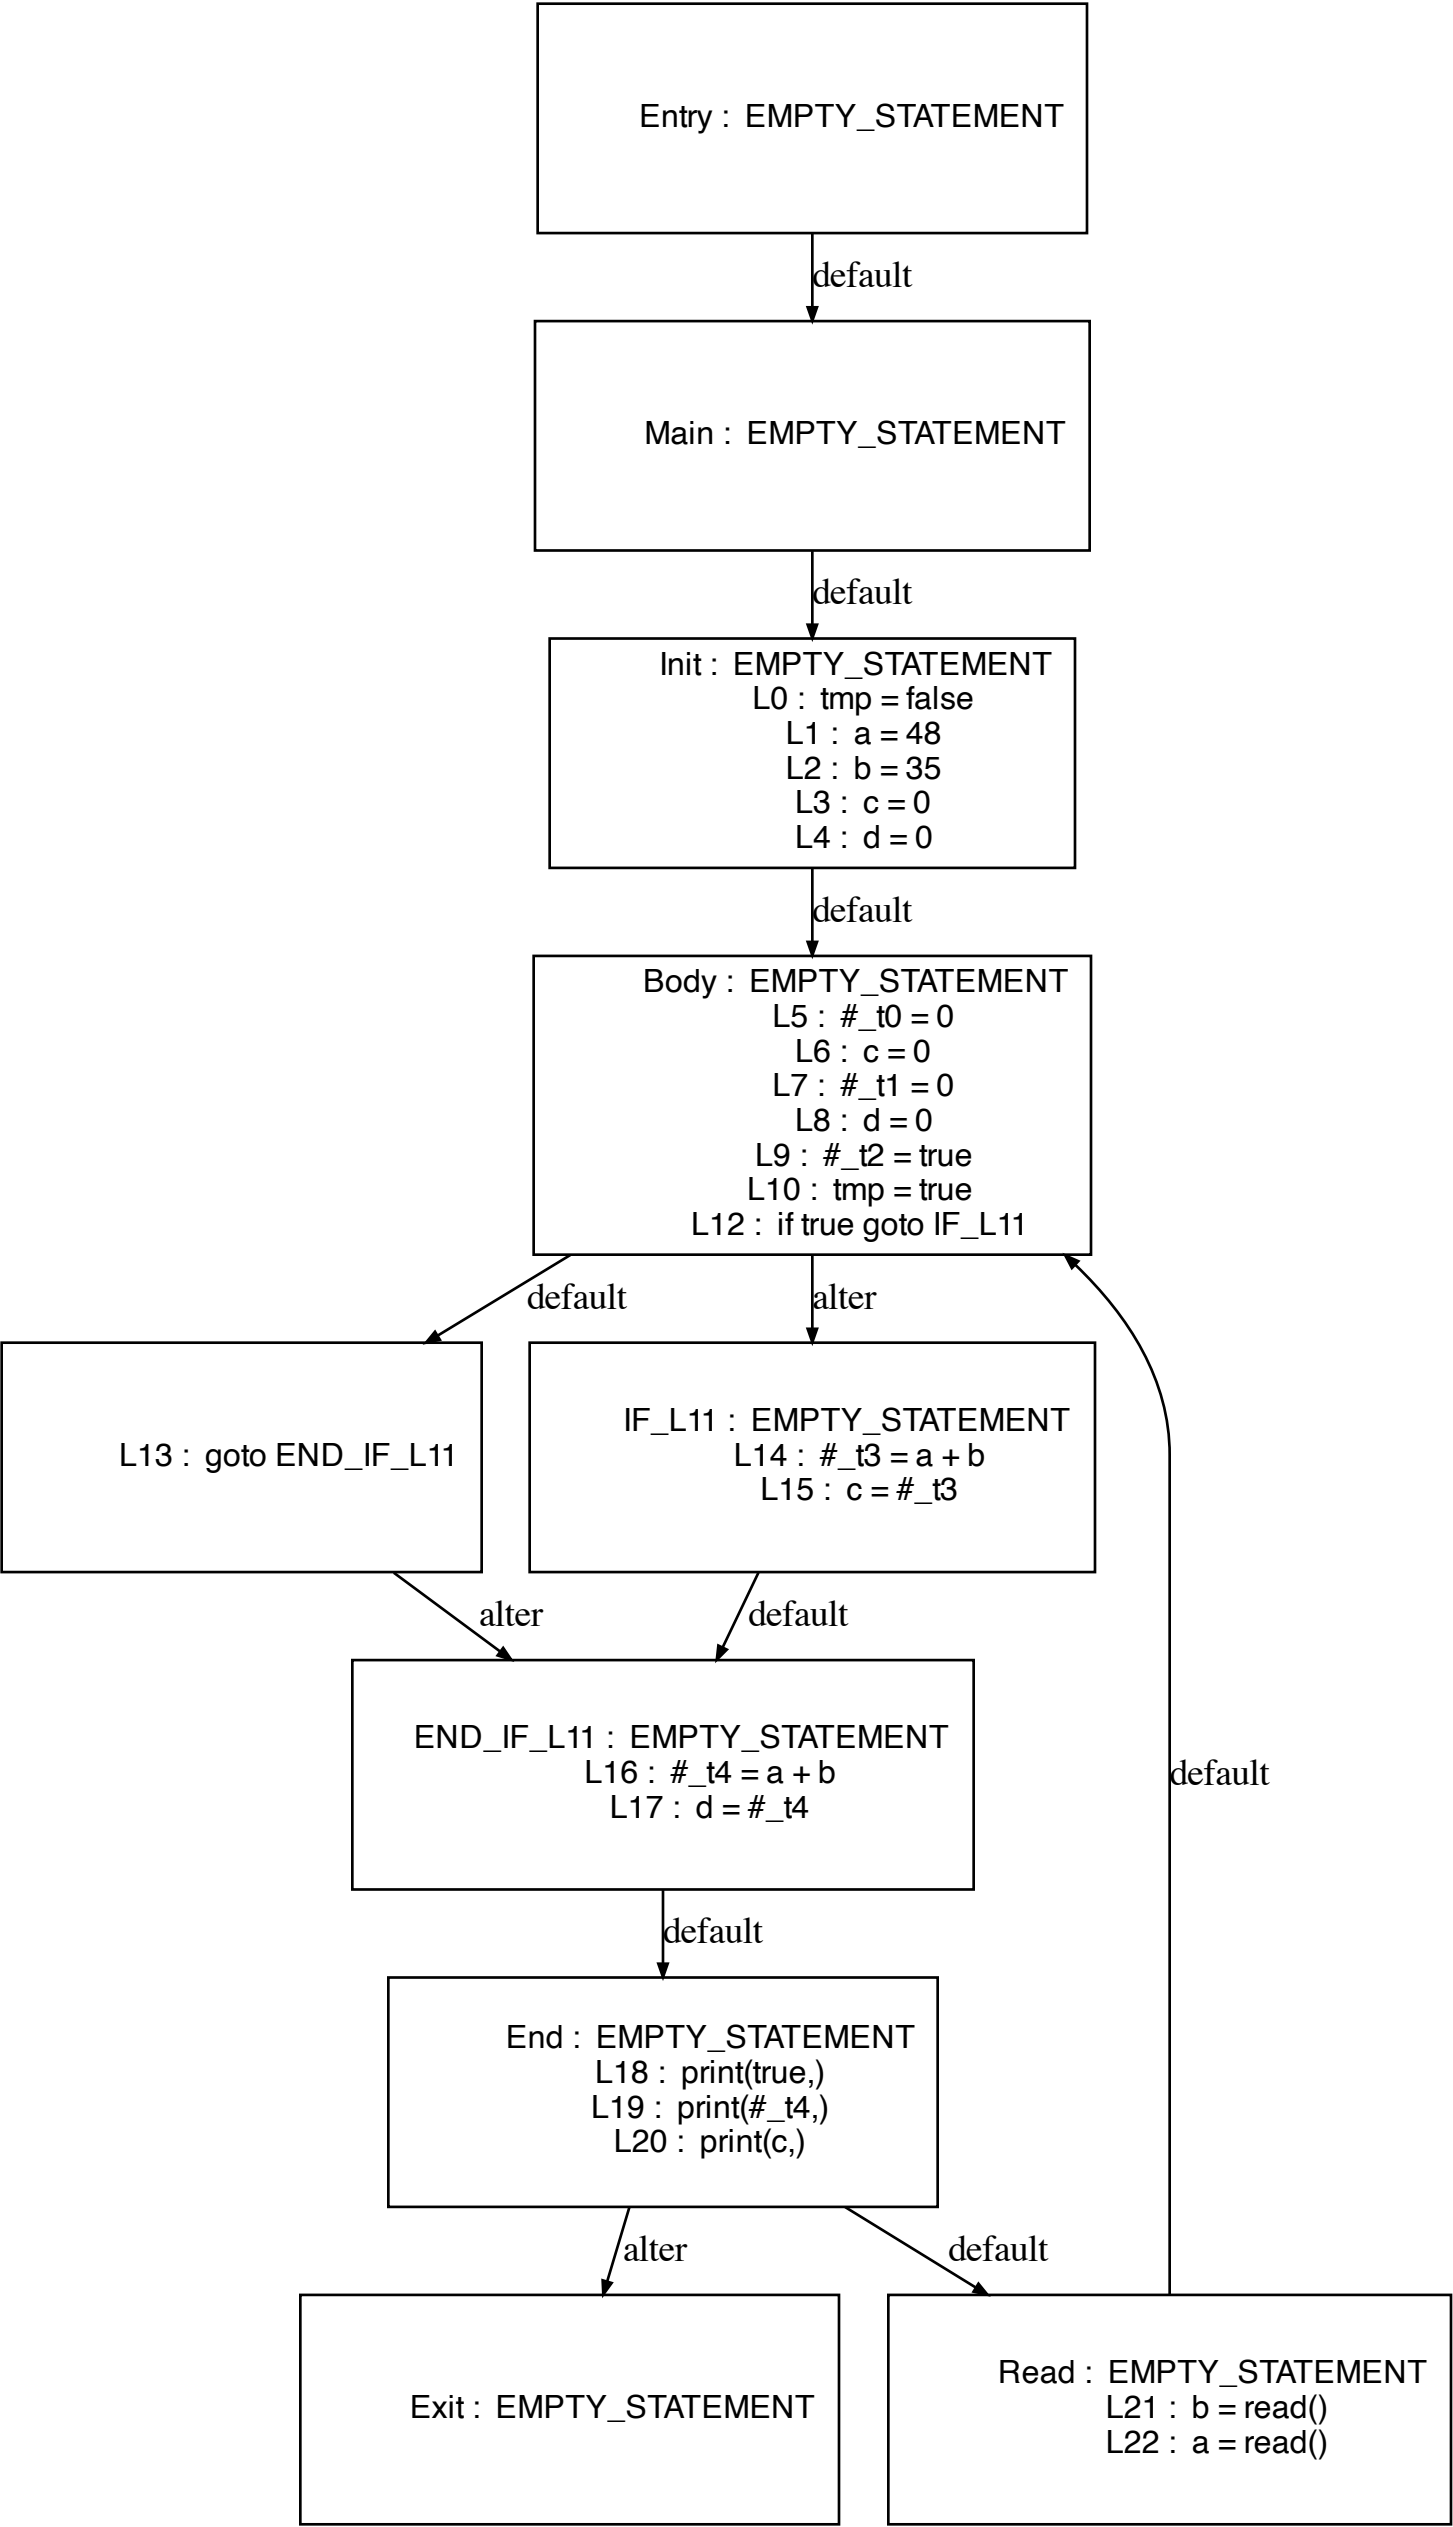 Entry : EMPTY_STATEMENT
default
Main : EMPTY_STATEMENT
default
Init : EMPTY_STATEMENT
L0 : tmp = false
L1 : a = 48
L2 : b = 35
L3 : c = 0
L4 : d = 0
default
Body : EMPTY_STATEMENT
L5 : #_t0 = 0
L6 : c = 0
L7 : #_t1 = 0
L8 : d = 0
L9 : #_t2 = true
L10 : tmp = true
L12 : if true goto IF_L11
default
alter
L13 : goto END_IF_L11
IF_L11 : EMPTY_STATEMENT
L14 : #_t3 = a + b
L15 : c = #_t3
alter
default
END_IF_L11 : EMPTY_STATEMENT
L16 : #_t4 = a + b
L17 : d = #_t4
default
default
End : EMPTY_STATEMENT
L18 : print(true,)
L19 : print(#_t4,)
L20 : print(c,)
alter
default
Exit : EMPTY_STATEMENT
Read : EMPTY_STATEMENT
L21 : b = read()
L22 : a = read()